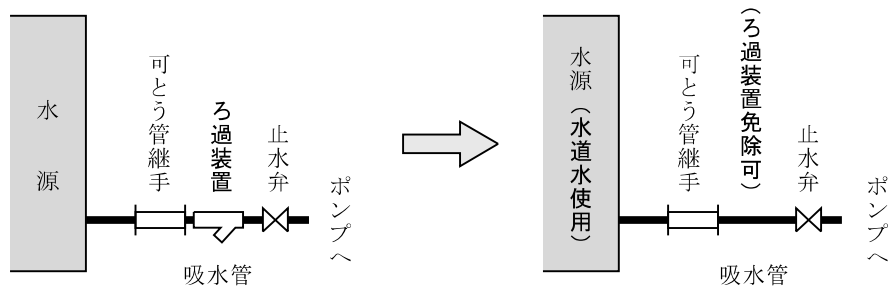 水源
可とう管継手
ろ過装置
止水弁
ポンプへ
吸水管
水源（水道水使用）
可とう管継手
（ろ過装置免除可）
止水弁
ポンプへ
吸水管